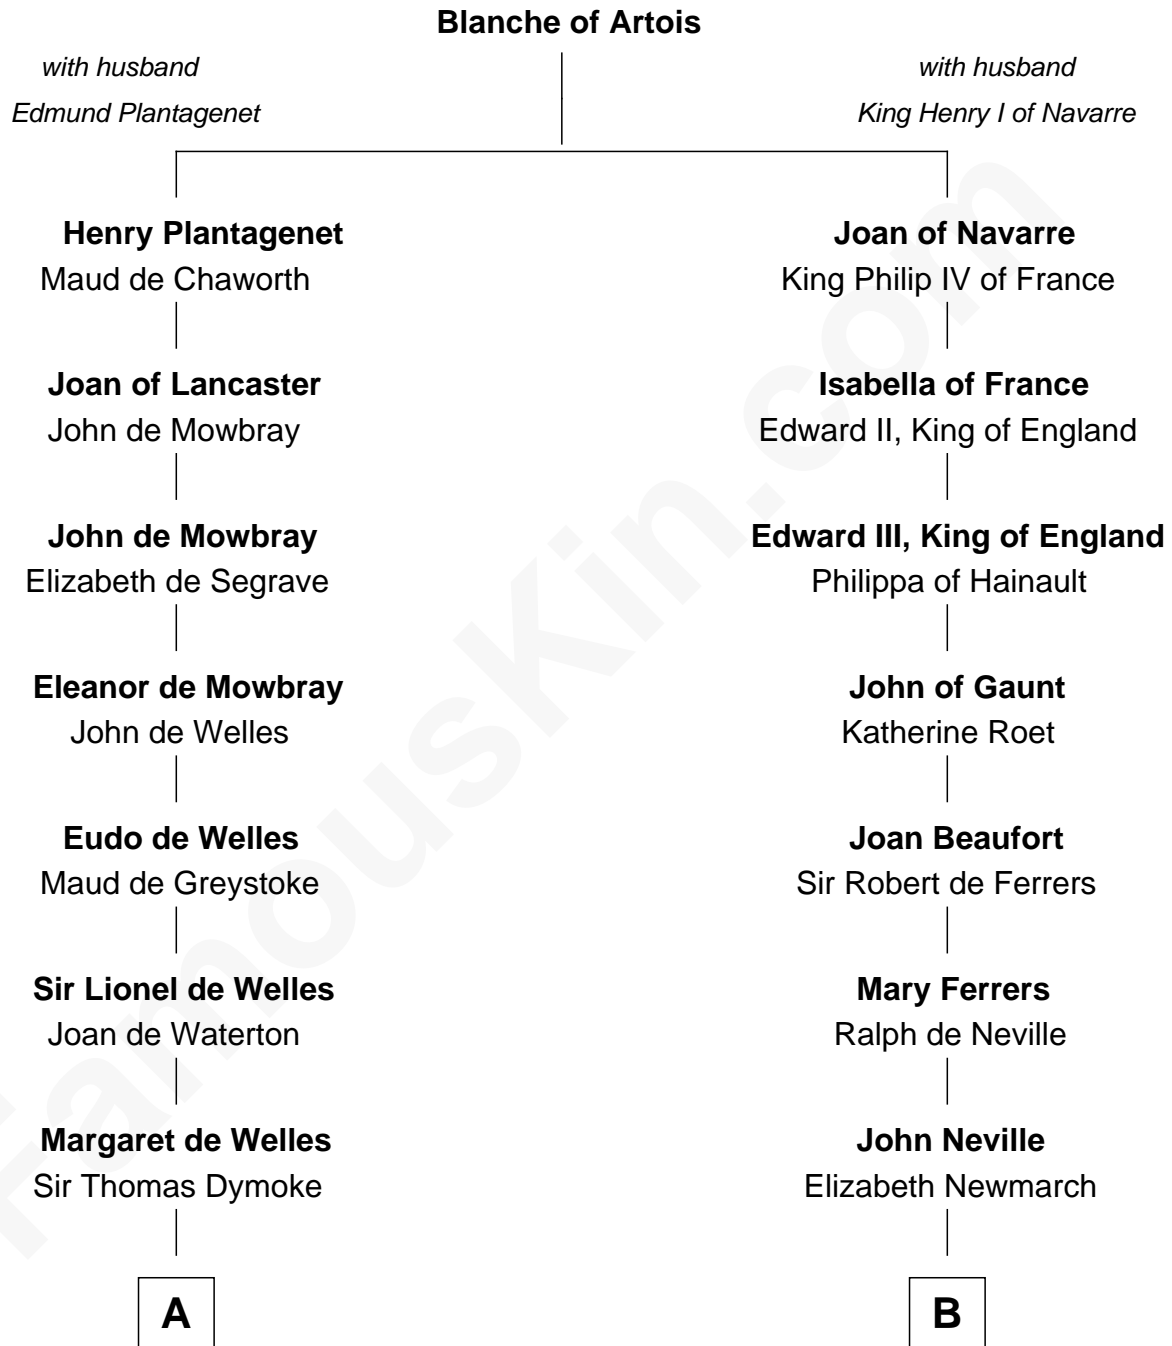 Blanche of Artois
with husband
Edmund Plantagenet
with husband
King Henry I of Navarre
Henry Plantagenet
Maud de Chaworth
Joan of Lancaster
John de Mowbray
John de Mowbray
Elizabeth de Segrave
Eleanor de Mowbray
John de Welles
Eudo de Welles
Maud de Greystoke
Sir Lionel de Welles
Joan de Waterton
Margaret de Welles
Sir Thomas Dymoke
A
Joan of Navarre
King Philip IV of France
Isabella of France
Edward II, King of England
Edward III, King of England
Philippa of Hainault
John of Gaunt
Katherine Roet
Joan Beaufort
Sir Robert de Ferrers
Mary Ferrers
Ralph de Neville
John Neville
Elizabeth Newmarch
B
FamousKin.com